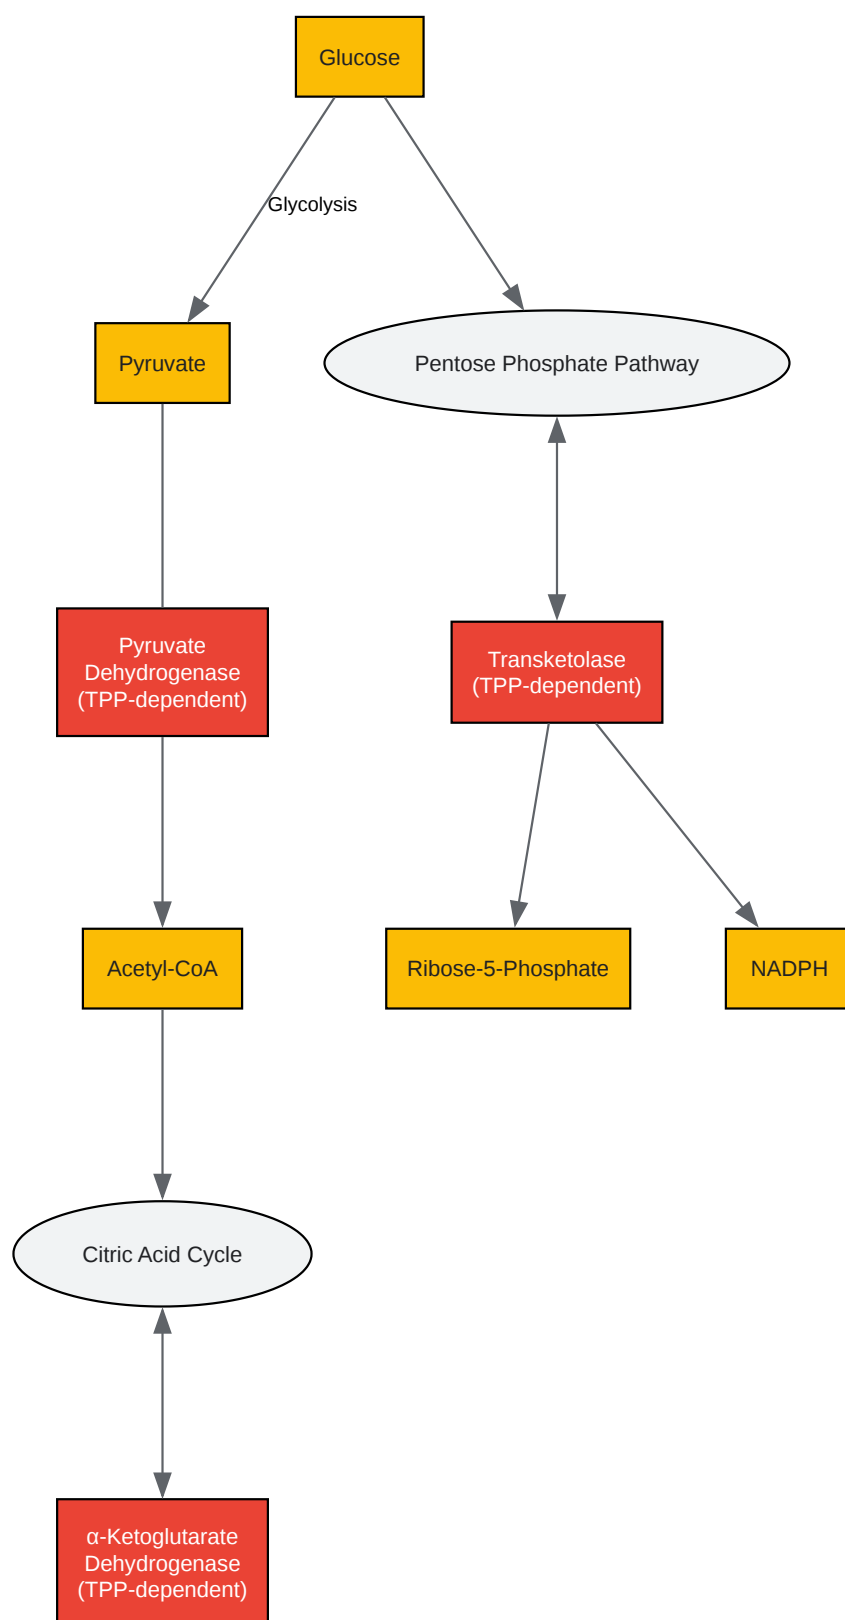 Glucose
Glycolysis
Pyruvate
Pentose Phosphate Pathway
Pyruvate
Dehydrogenase
(TPP-dependent)
Transketolase
(TPP-dependent)
Acetyl-CoA
Ribose-5-Phosphate
NADPH
Citric Acid Cycle
α-Ketoglutarate
Dehydrogenase
(TPP-dependent)